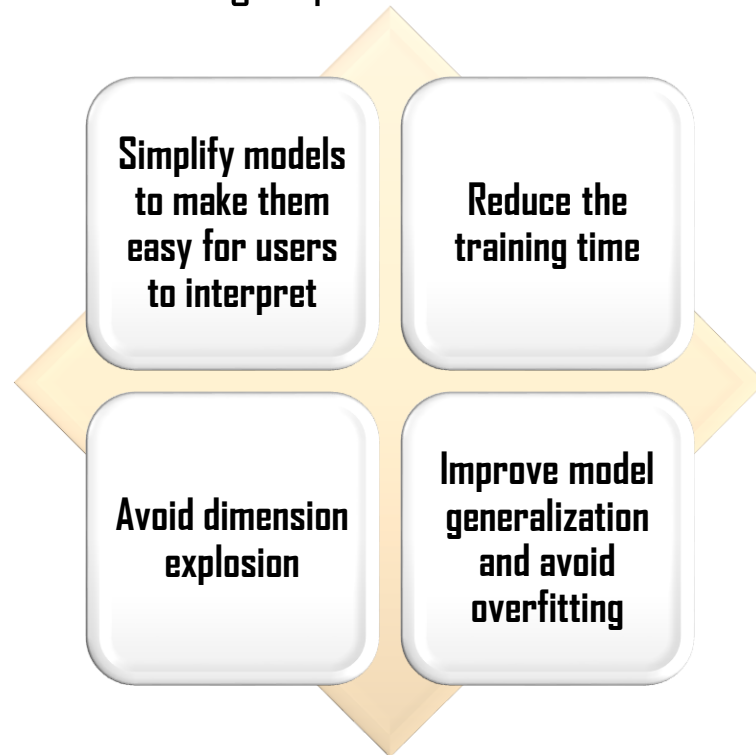 Simplify models
to make them
easy for users
to interpret
Reduce the
training time
Avoid dimension
explosion
Improve model
generalization
and avoid
overfitting